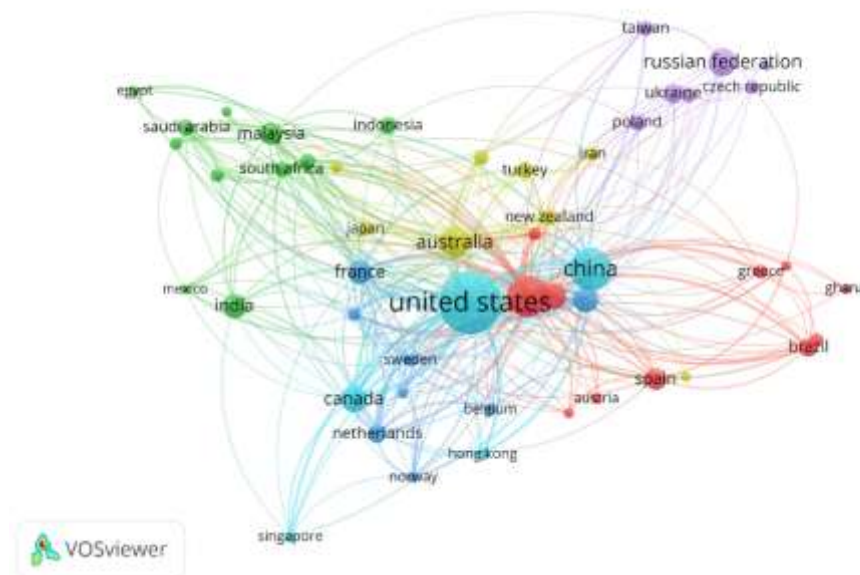 taiwan
russian federation
egypt
ukraine
czech republic
saudi arabia
malaysia
indonesia
poland
south africa
turkey
iran
japan
new zealand
australia
france
china
greece
mexico
india
united states
ghana
sweden
brazil
spain
canada
belgium
austria
netherlands
hong kong
norway
singapore
VOSviewer